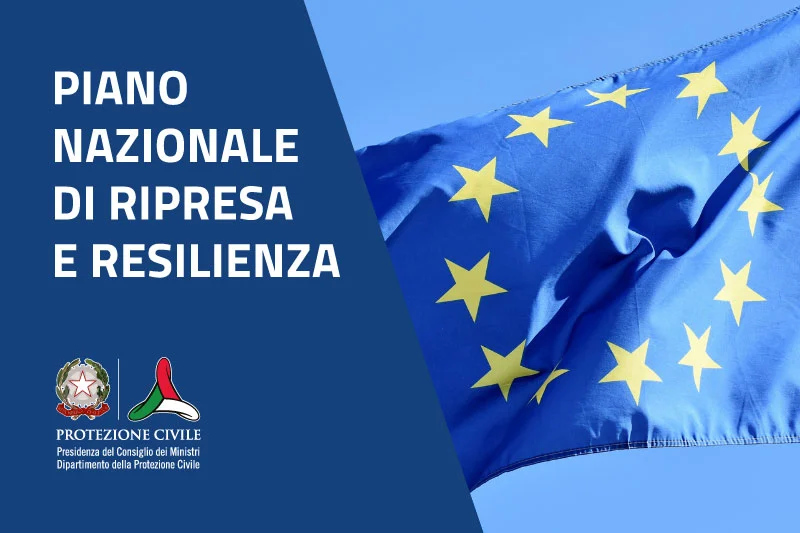 PIANO
NAZIONALE
DI RIPRESA
E RESILIENZA
PROTEZIONE CIVILE
Presidenza del Consiglio dei Ministri
Dipartimento della Protezione Civile